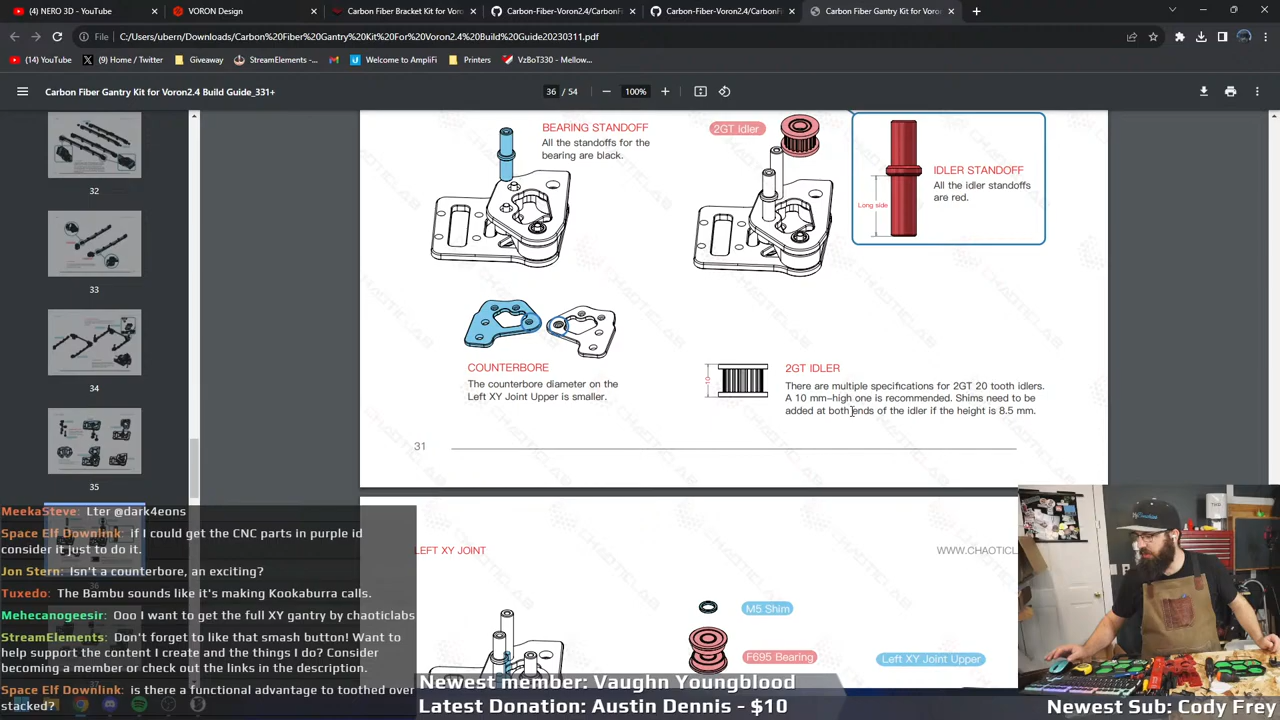 (4) NERO 3D - YouTube
VORON Design
Carbon Fiber Bracket Kit for Voro
Carbon-Fiber-Voron2.4/CarbonFi
Carbon-Fiber-Voron2.4/CarbonFi
Carbon Fiber Gantry Kit for Voron
File
C:/Users/ubern/Downloads/Carbon%20Fiber%20Gantry%20Kit%20For%20Voron2.4%20Build%20Guide20230311.pdf
(14) YouTube
(9) Home / Twitter
Giveaway
StreamElements -...
Welcome to AmpliFi
Printers
VzBoT330 - Mellow...
Carbon Fiber Gantry Kit for Voron2.4 Build Guide_331+
36 / 54
100%
32
33
34
35
36
BEARING STANDOFF
All the standoffs for the
bearing are black.
2GT Idler
Long side
IDLER STANDOFF
All the idler standoffs
are red.
COUNTERBORE
The counterbore diameter on the
Left XY Joint Upper is smaller.
10
2GT IDLER
There are multiple specifications for 2GT 20 tooth idlers.
A 10 mm-high one is recommended. Shims need to be
added at both ends of the idler if the height is 8.5 mm.
31
LEFT XY JOINT
WWW.CHAOTICL
M5 Shim
F695 Bearing
Left XY Joint Upper
MeekaSteve: Lter @dark4eons
Space Elf Downlink: if I could get the CNC parts in purple id
consider it just to do it.
Jon Stern: Isn't a counterbore, an exciting?
Tuxedo: The Bambu sounds like it's making Kookaburra calls.
Mehecanogeesir: Ooo I want to get the full XY gantry by chaoticlabs
StreamElements: Don't forget to like that smash button! Want to
help support the content I create and the things I do? Consider
becoming a member or check out the links in the description.
Space Elf Downlink: is there a functional advantage to toothed over
stacked?
Newest member: Vaughn Youngblood
Latest Donation: Austin Dennis - $10
Newest Sub: Cody Frey
CHAOTICLAB